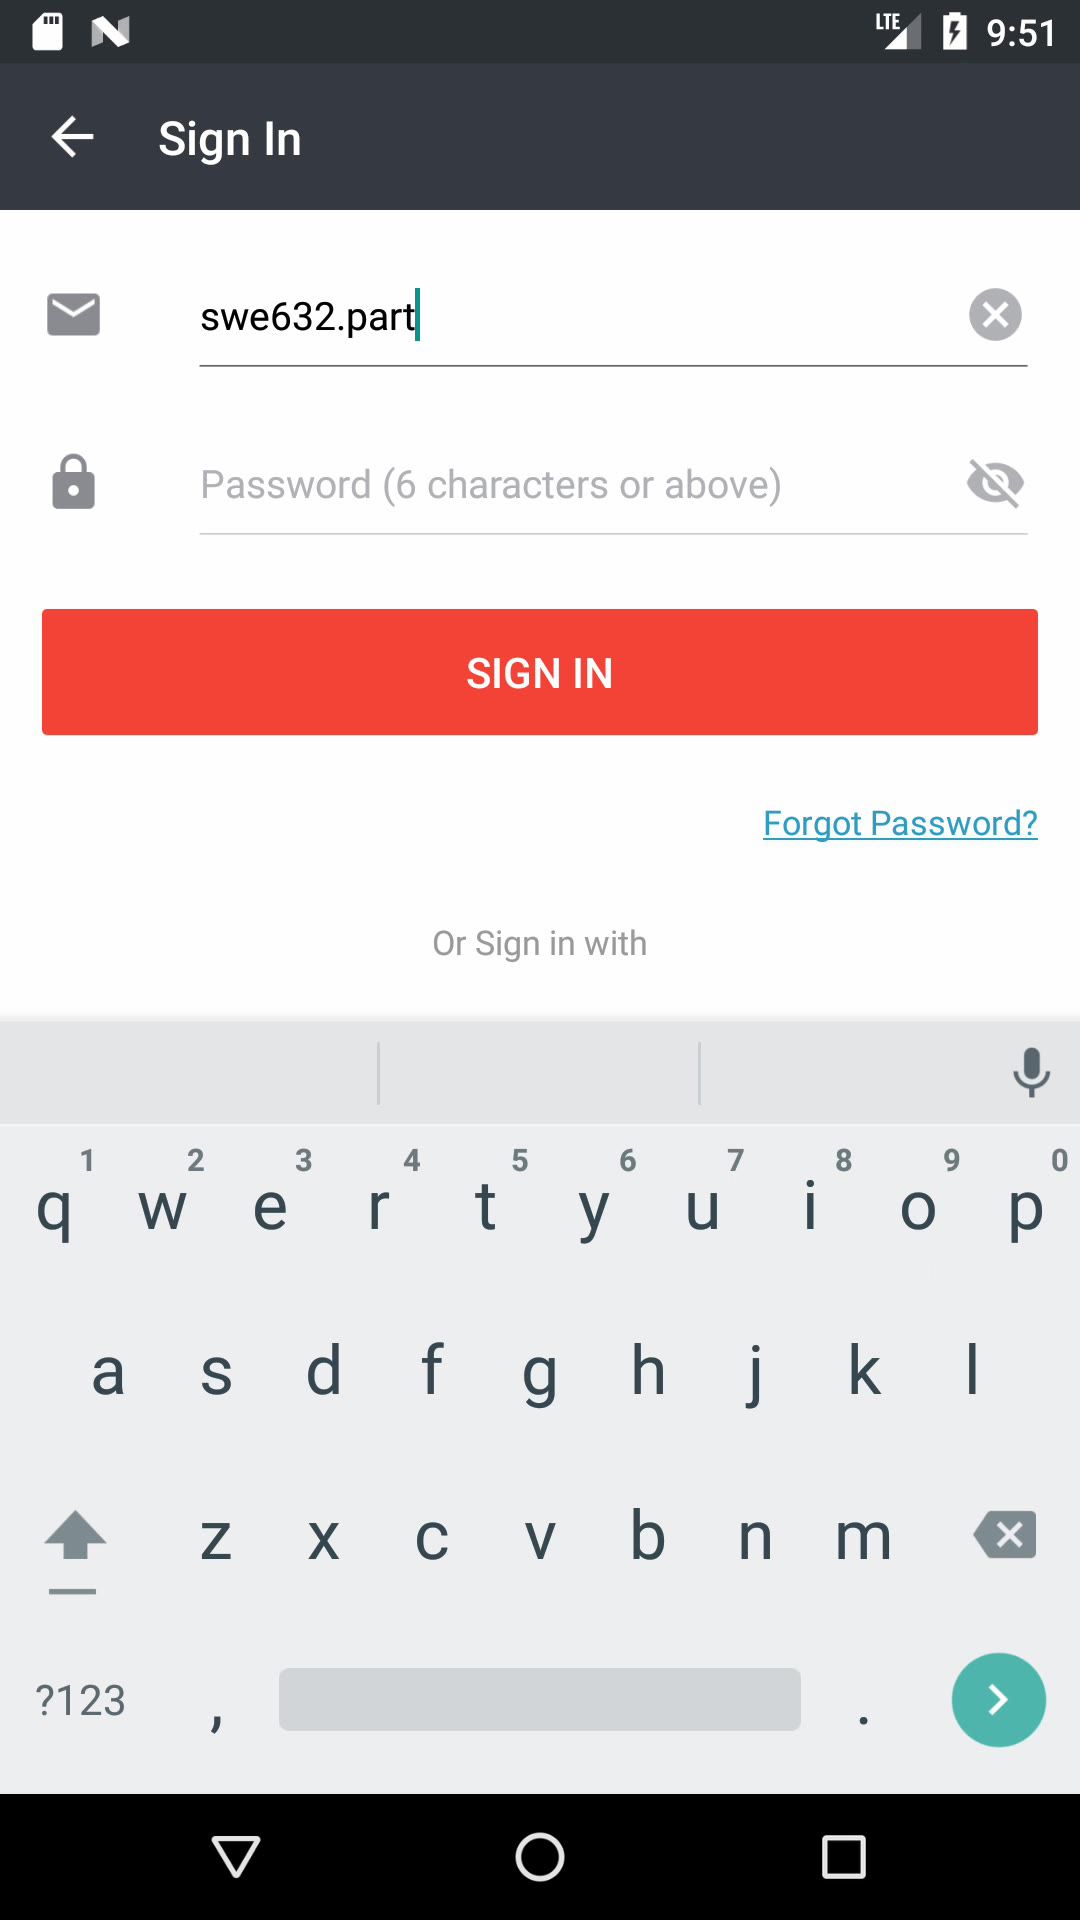 LTE 9:51
Sign In
swe632.part
Password (6 characters or above)
SIGN IN
Forgot Password?
Or Sign in with
1 2 3 4 5 6 7 8 9 0
q w e r t y u i o p
a s d f g h j k l
z x c v b n m
?123 , .